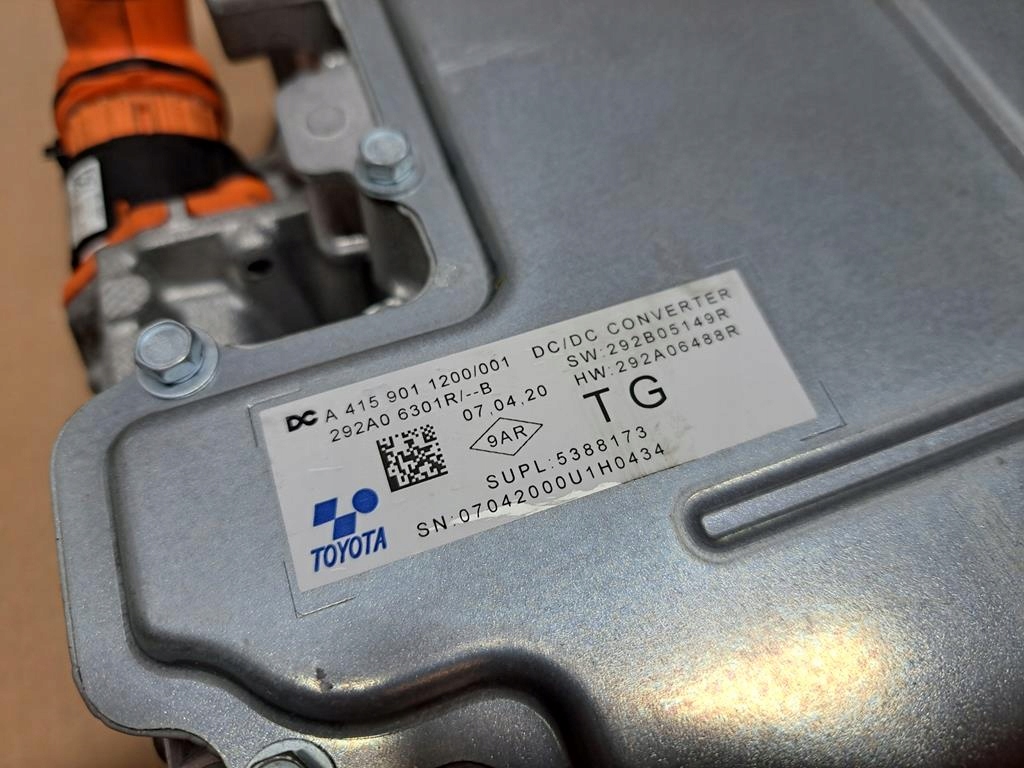 DC A 415 901 1200/001 DC/DC CONVERTER
292A0 6301R/--B SW:292B05149R
07.04.20 HW:292A06488R
9AR TG
SUPL:5388173
SN:07042000U1H0434
TOYOTA